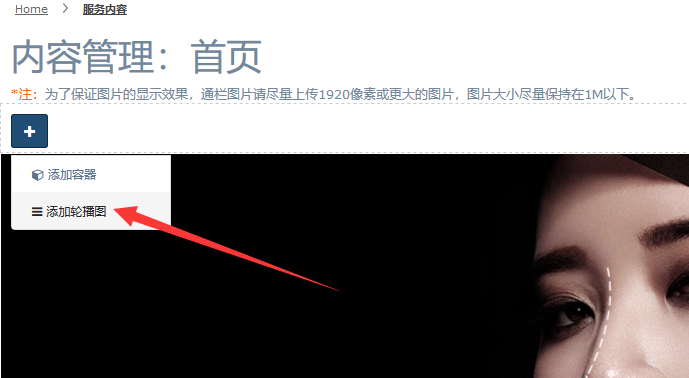 Home > 服务内容
内容管理：首页
*注：为了保证图片的显示效果，通栏图片请尽量上传1920像素或更大的图片，图片大小尽量保持在1M以下。
添加容器
添加轮播图